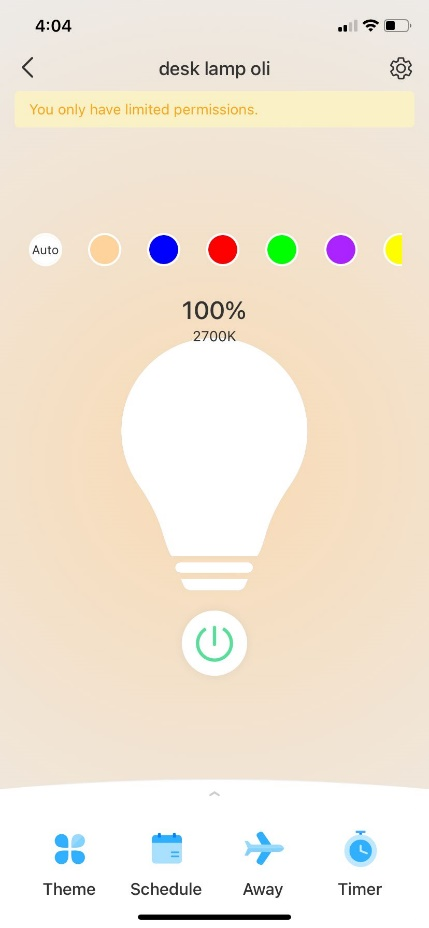 4:04
desk lamp oli
You only have limited permissions.
Auto
100%
2700K
Theme
Schedule
Away
Timer